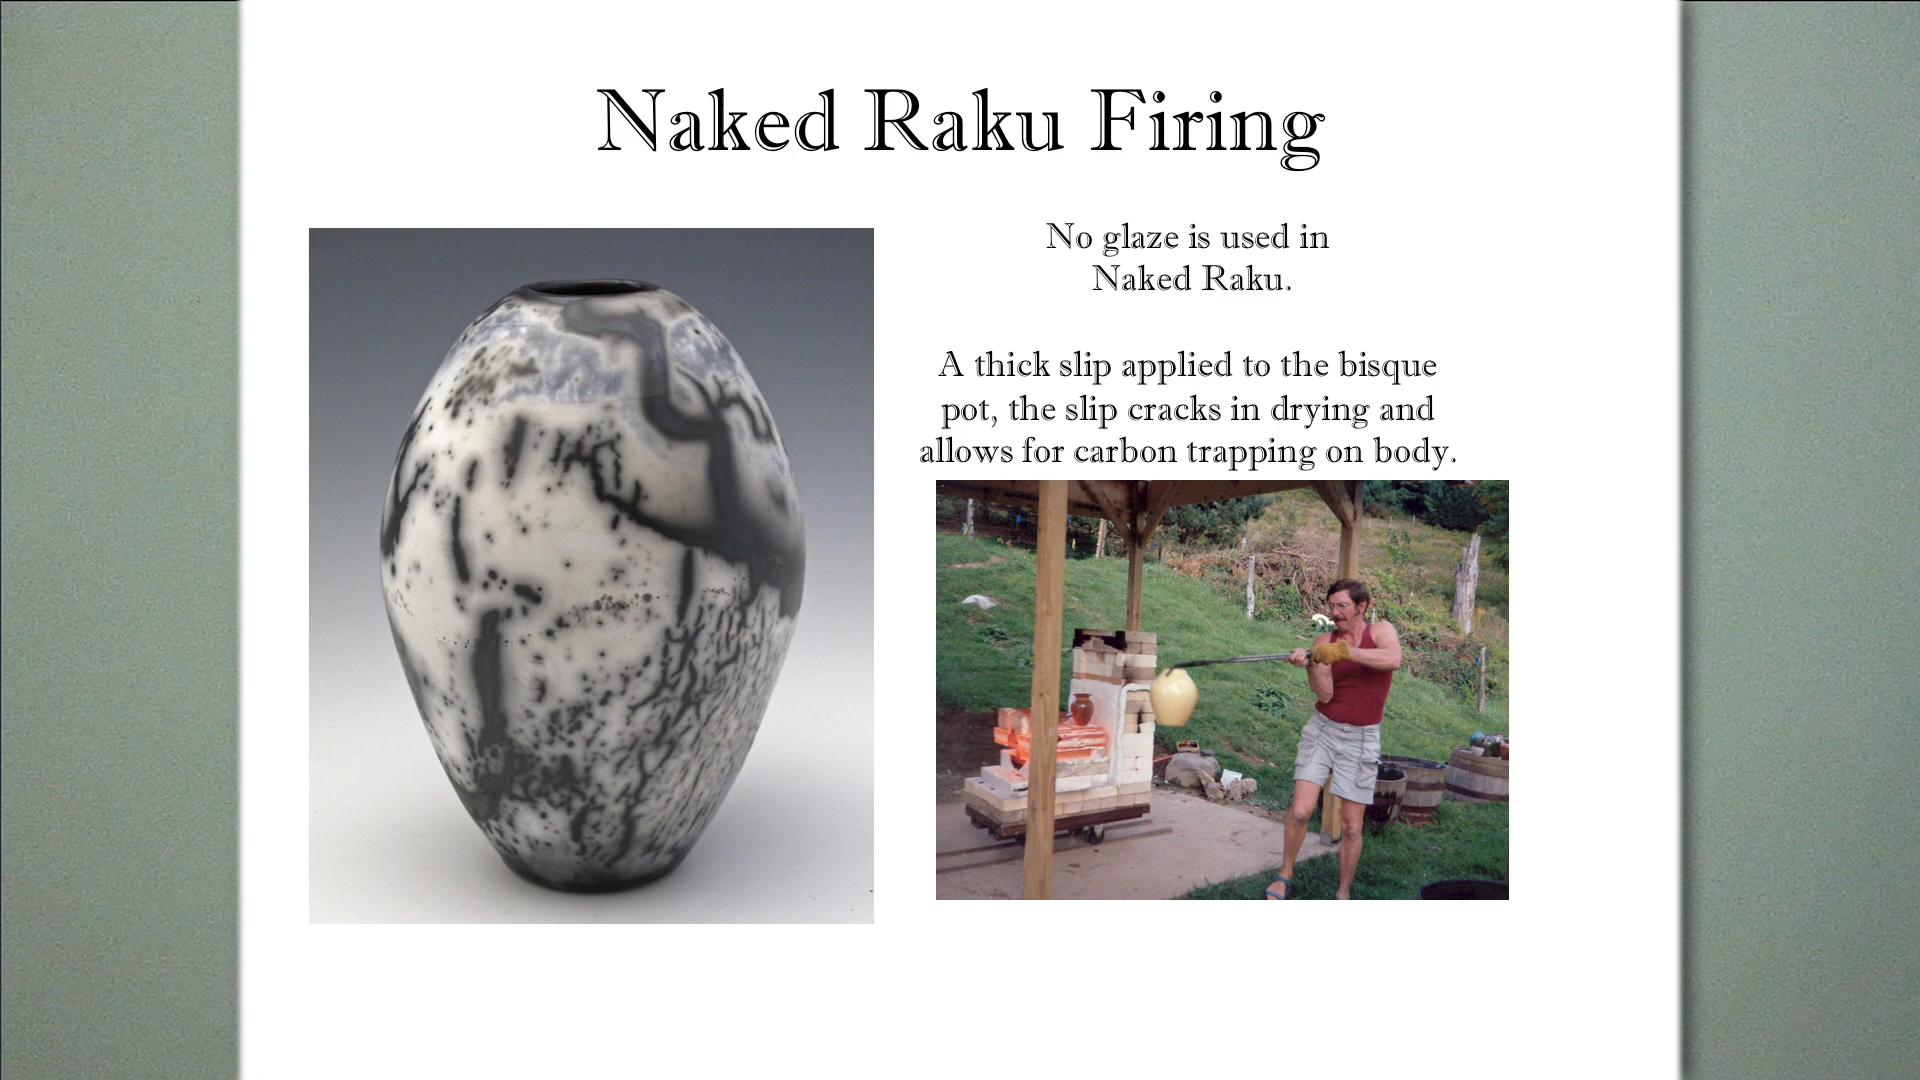 Naked Raku Firing
No glaze is used in
Naked Raku.
A thick slip applied to the bisque
pot, the slip cracks in drying and
allows for carbon trapping on body.